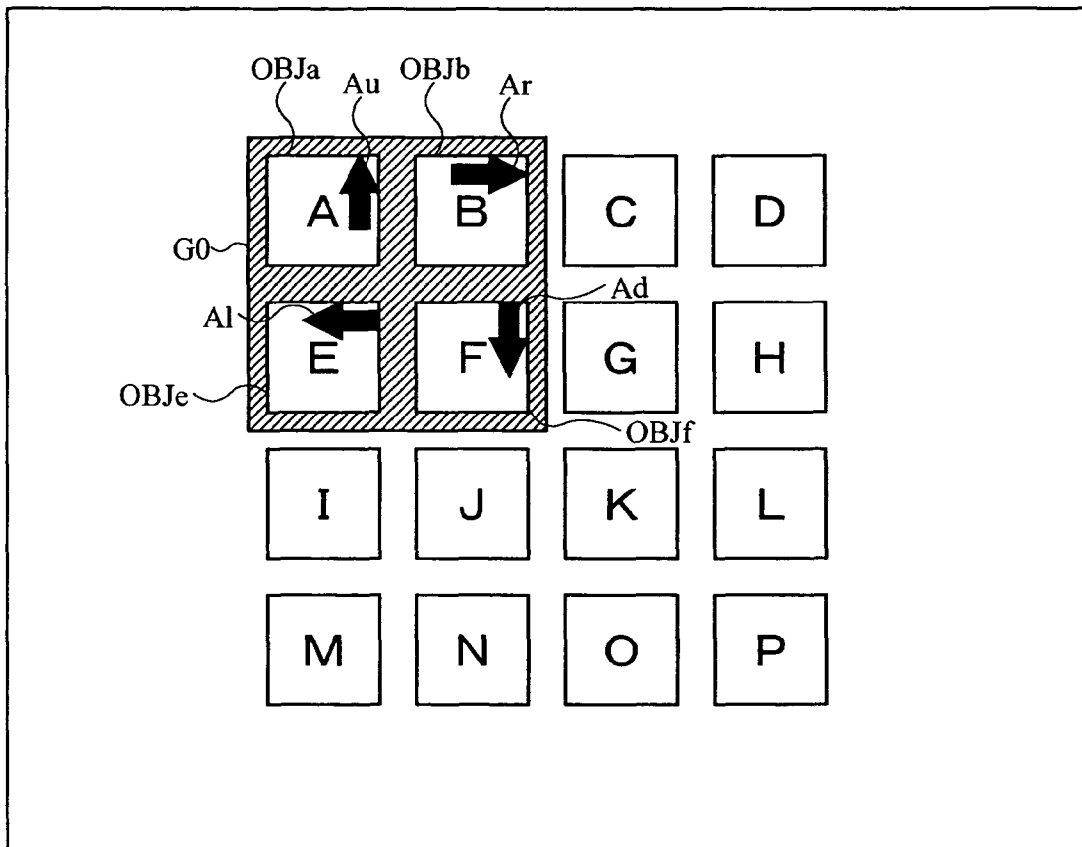 OBJa Au OBJb Ar
A B C D
G0
Al Ad
E F G H
OBJe OBJf
I J K L
M N O P